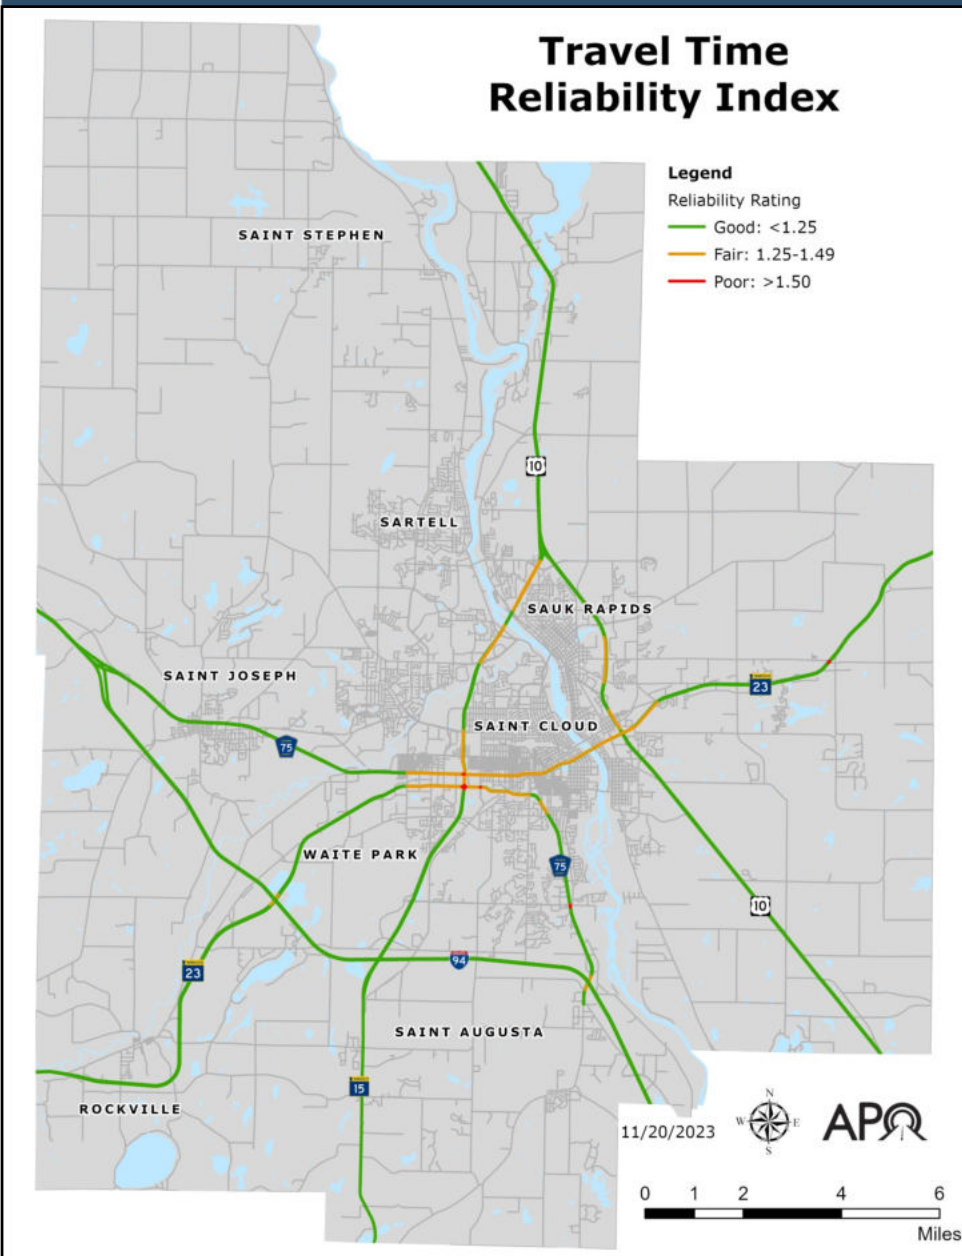 Travel Time
Reliability Index
Legend
Reliability Rating
Good: <1.25
Fair: 1.25-1.49
Poor: >1.50
SAINT STEPHEN
10
SARTELL
SAUK RAPIDS
SAINT JOSEPH
23
SAINT CLOUD
75
WAITE PARK
75
10
94
23
SAINT AUGUSTA
15
ROCKVILLE
11/20/2023
N
W E
S
APO
0 1 2 4 6
Miles